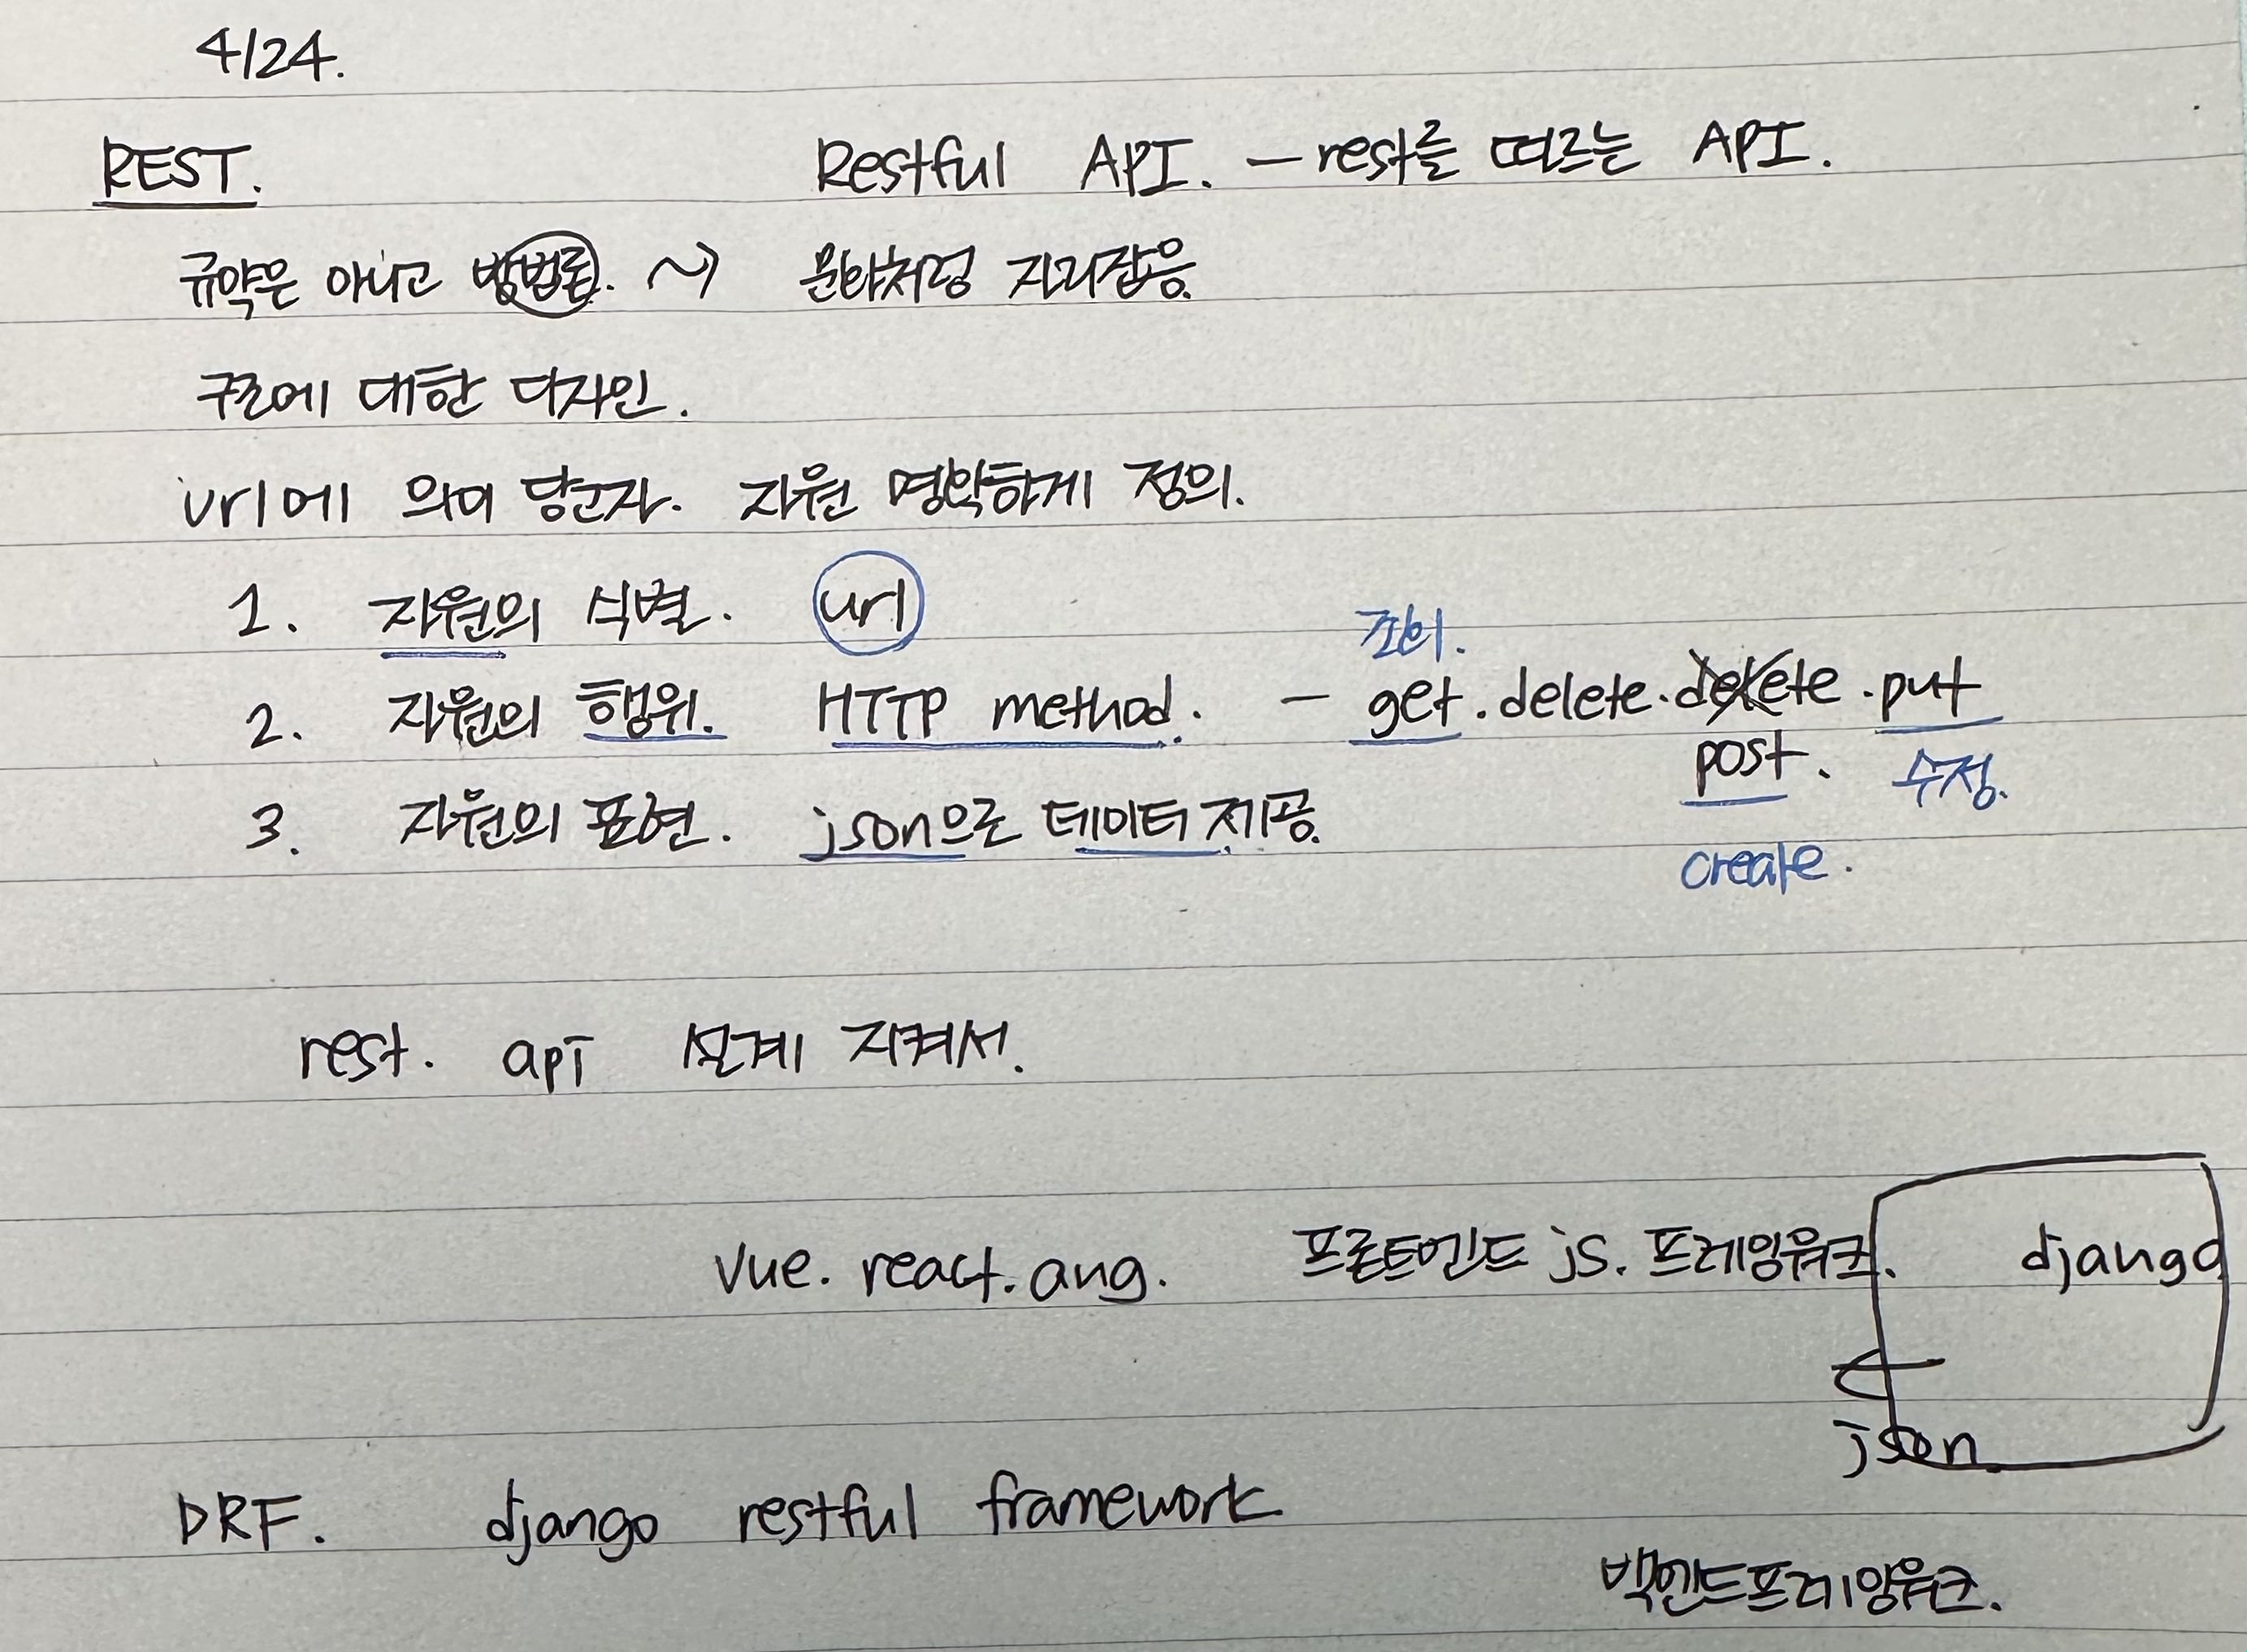 4/24.
REST. Restful API. — rest를 따르는 API.
규약은 아니고 방법론. ~> 문화처럼 자리잡음.
구조에 대한 디자인.
url에 의미 담군자. 자원 명확하게 정의.
1. 자원의 식별. url
조회.
2. 자원의 행위. HTTP method. - get. delete. delete. put
post. 수정.
3. 자원의 표현. json으로 데이터 제공.
create.
rest. api 설계 지켜서.
vue. react. ang. 프론트엔드 js. 프레임워크. django
json
DRF. django restful framework
백엔드프레임워크.